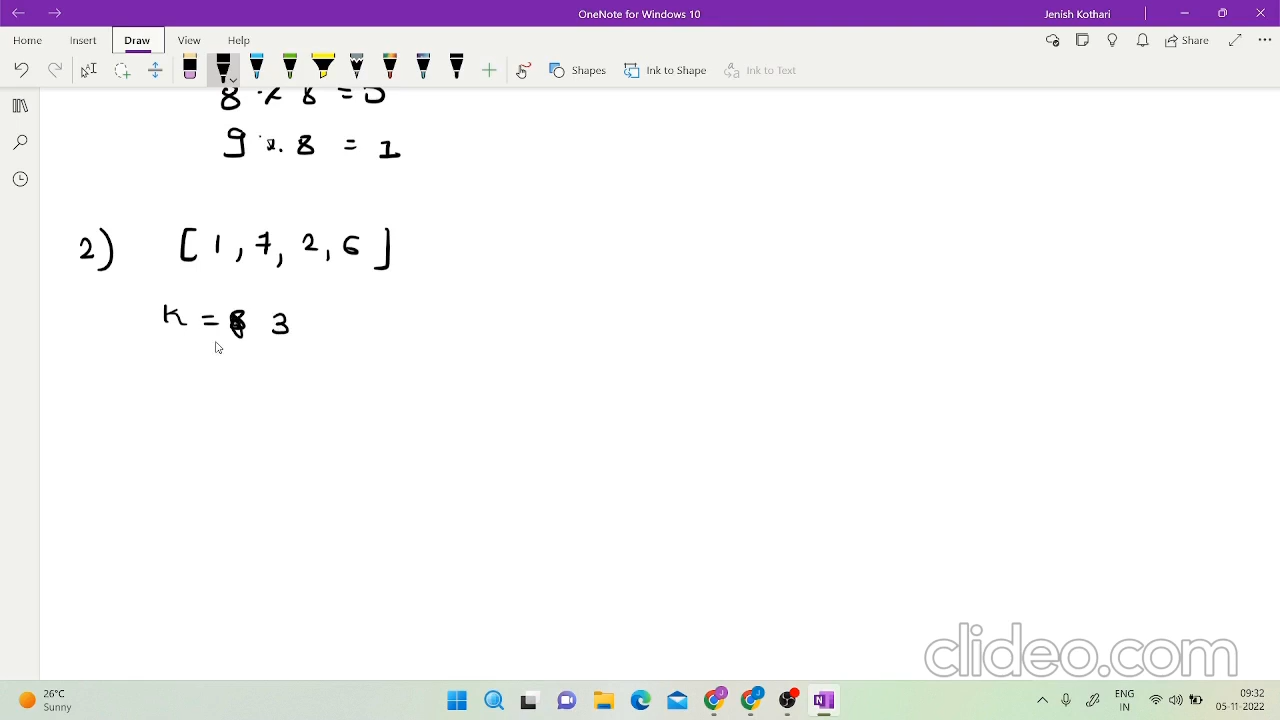 OneNote for Windows 10
Jenish Kothari
Home Insert Draw View Help
Share
Shapes
Ink to Shape
Ink to Text
8 % 8 = 0
9 % 8 = 1
2) [ 1 , 7 , 2 , 6 ]
K = 3
clideo.com
26°C
Sunny
ENG
IN
09:32
05-11-2022